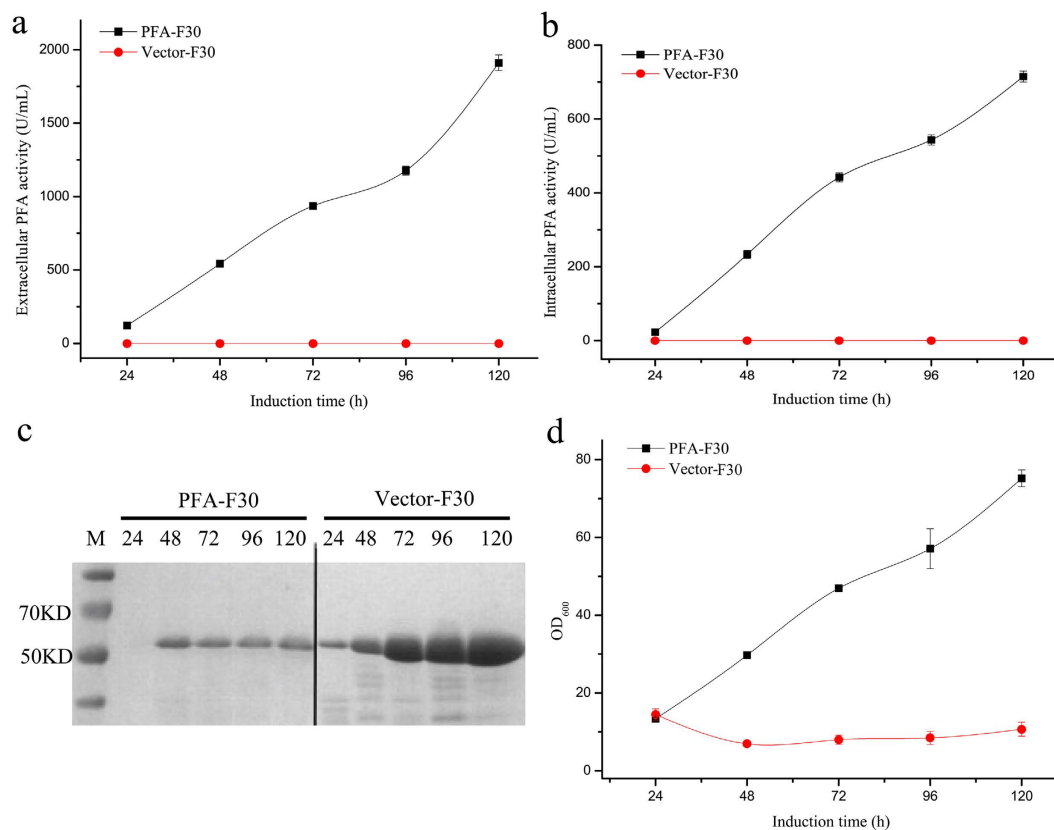 a
PFA-F30
Vector-F30
Extracellular PFA activity (U/mL)
2000
1500
1000
500
0
24 48 72 96 120
Induction time (h)
b
PFA-F30
Vector-F30
Intracellular PFA activity (U/mL)
800
600
400
200
0
24 48 72 96 120
Induction time (h)
c
PFA-F30 Vector-F30
M 24 48 72 96 120 24 48 72 96 120
70KD
50KD
d
PFA-F30
Vector-F30
OD600
80
60
40
20
0
24 48 72 96 120
Induction time (h)